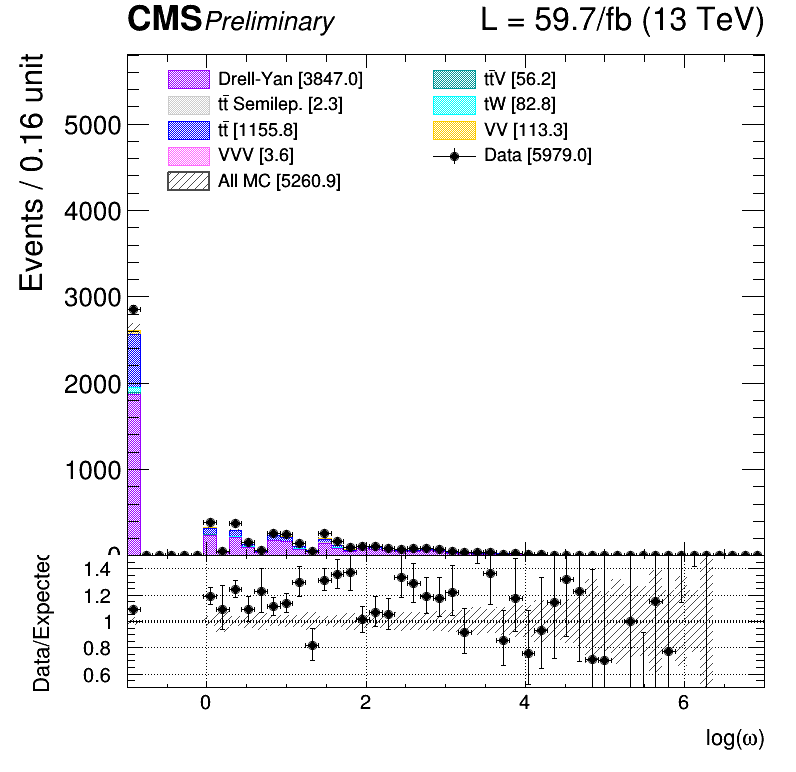 CMS Preliminary L = 59.7/fb (13 TeV)
Events / 0.16 unit
Drell-Yan [3847.0]
tt̄ Semilep. [2.3]
tt̄ [1155.8]
VVV [3.6]
All MC [5260.9]
tt̄V [56.2]
tW [82.8]
VV [113.3]
Data [5979.0]
5000
4000
3000
2000
1000
0
Data/Expected
1.4
1.2
1
0.8
0.6
0 2 4 6
log(ω)